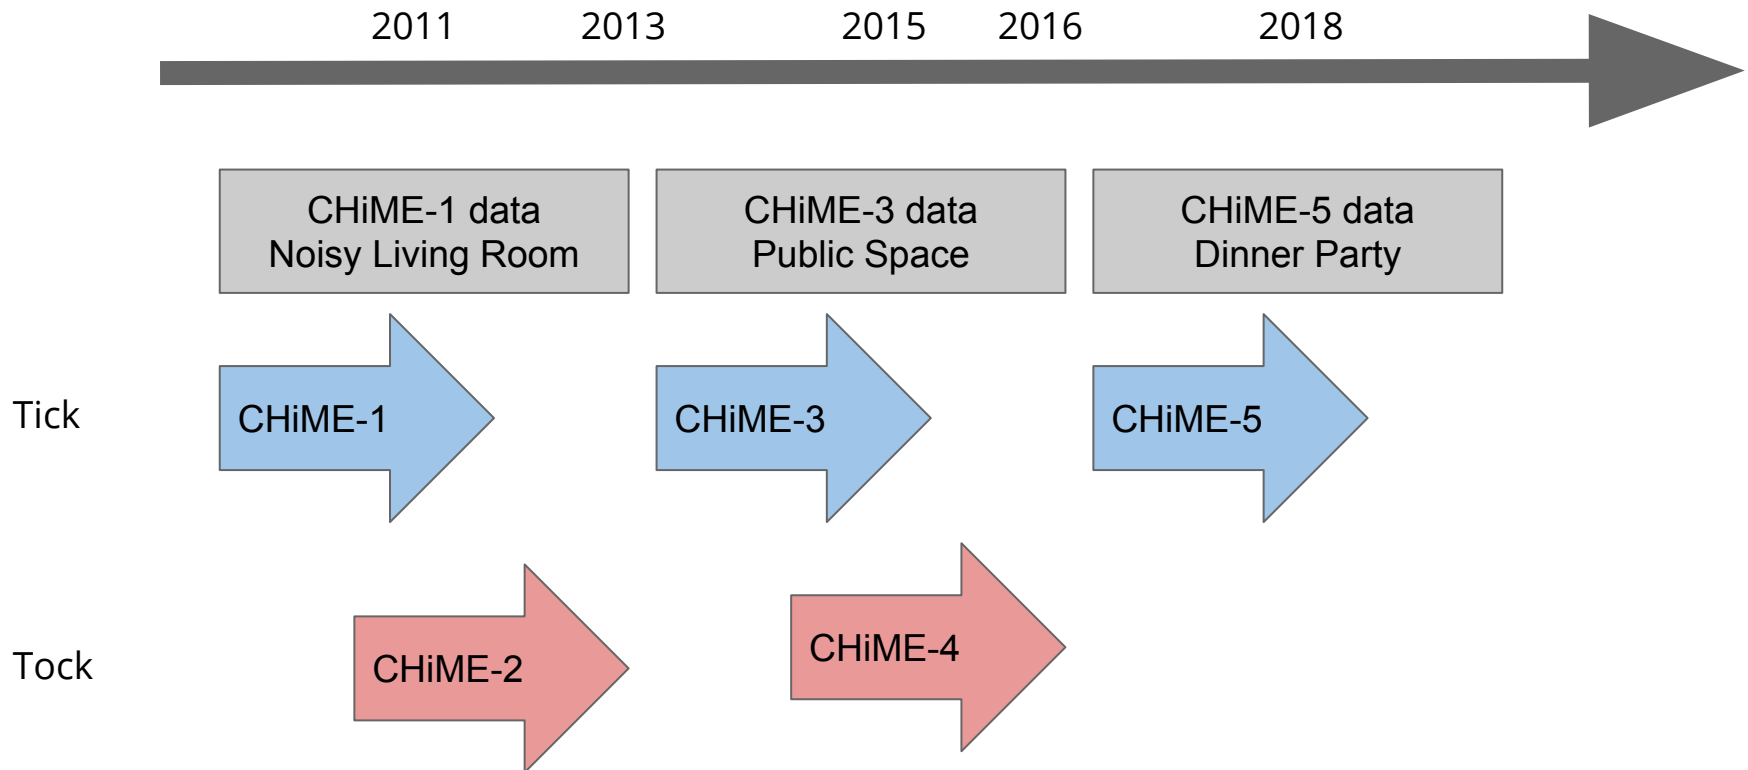 2011 2013 2015 2016 2018
CHiME-1 data
Noisy Living Room
CHiME-3 data
Public Space
CHiME-5 data
Dinner Party
Tick
CHiME-1
CHiME-3
CHiME-5
Tock
CHiME-2
CHiME-4